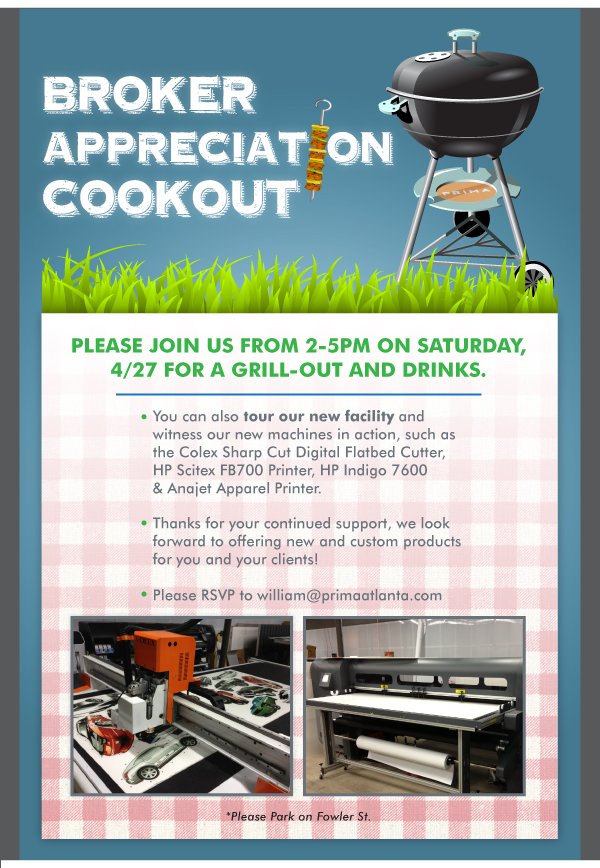 BROKER
APPRECIATION
COOKOUT
PRIMA
PLEASE JOIN US FROM 2-5PM ON SATURDAY,
4/27 FOR A GRILL-OUT AND DRINKS.
• You can also tour our new facility and
witness our new machines in action, such as
the Colex Sharp Cut Digital Flatbed Cutter,
HP Scitex FB700 Printer, HP Indigo 7600
& Anajet Apparel Printer.
• Thanks for your continued support, we look
forward to offering new and custom products
for you and your clients!
• Please RSVP to william@primaatlanta.com
COLEX
*Please Park on Fowler St.